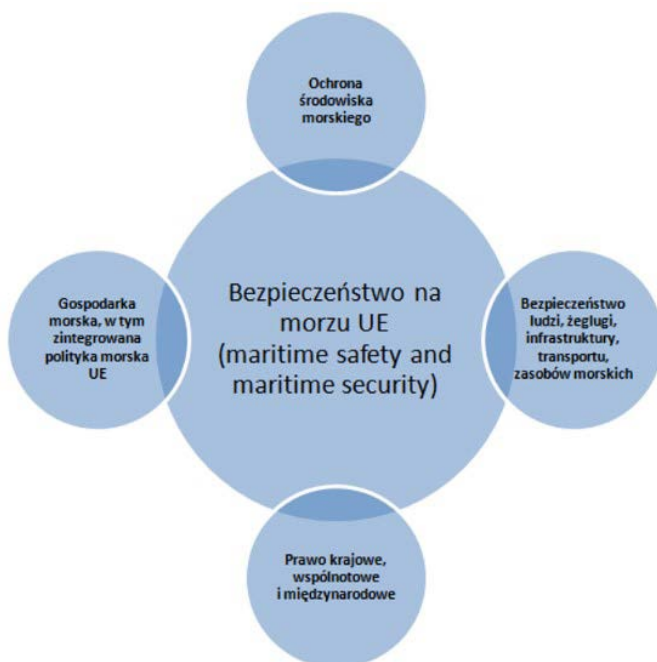 Ochrona
środowiska
morskiego
Gospodarka
morska, w tym
zintegrowana
polityka morska
UE
Bezpieczeństwo na
morzu UE
(maritime safety and
maritime security)
Bezpieczeństwo
ludzi, żeglugi,
infrastruktury,
transportu,
zasobów morskich
Prawo krajowe,
wspólnotowe
i międzynarodowe